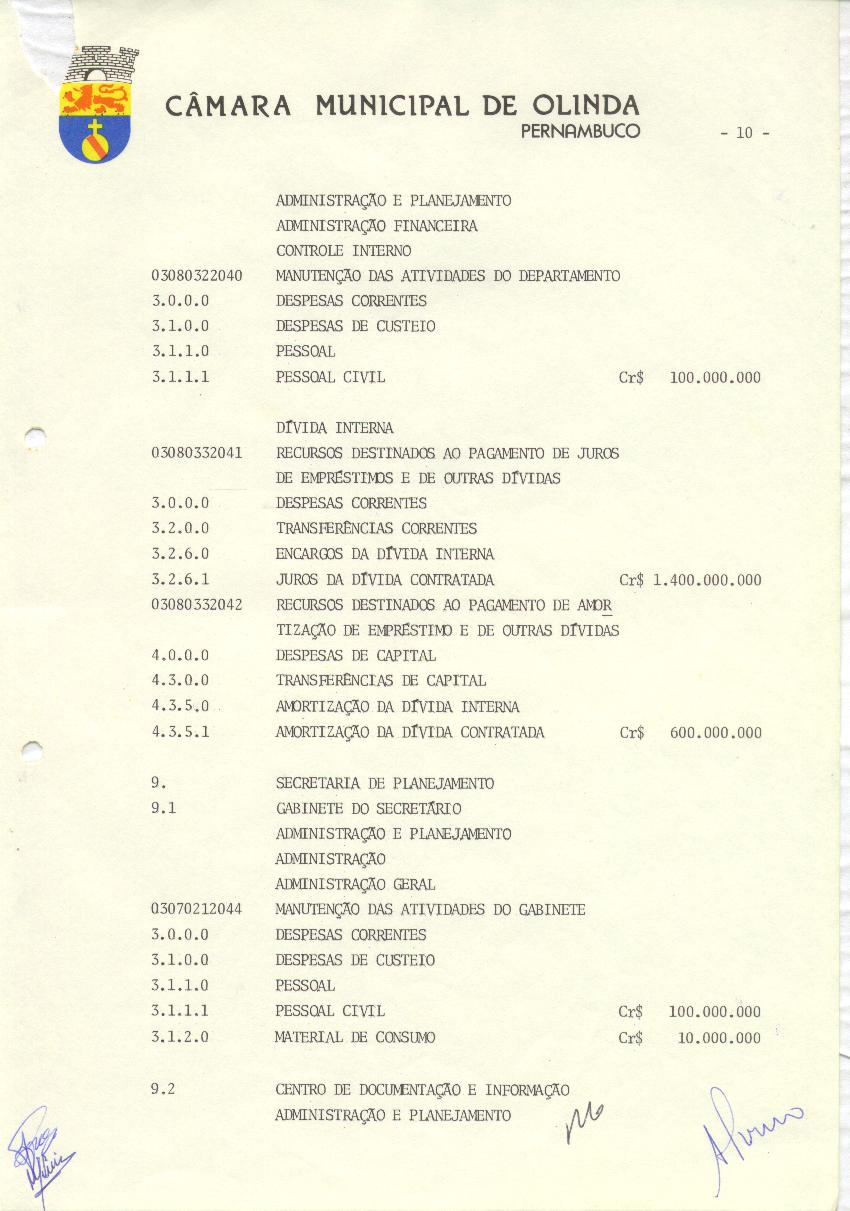 CÂMARA MUNICIPAL DE OLINDA
PERNAMBUCO - 10 -
ADMINISTRAÇÃO E PLANEJAMENTO
ADMINISTRAÇÃO FINANCEIRA
CONTROLE INTERNO
03080322040 MANUTENÇÃO DAS ATIVIDADES DO DEPARTAMENTO
3.0.0.0 DESPESAS CORRENTES
3.1.0.0 DESPESAS DE CUSTEIO
3.1.1.0 PESSOAL
3.1.1.1 PESSOAL CIVIL Cr$ 100.000.000
DÍVIDA INTERNA
03080332041 RECURSOS DESTINADOS AO PAGAMENTO DE JUROS
DE EMPRÉSTIMOS E DE OUTRAS DÍVIDAS
3.0.0.0 DESPESAS CORRENTES
3.2.0.0 TRANSFERÊNCIAS CORRENTES
3.2.6.0 ENCARGOS DA DÍVIDA INTERNA
3.2.6.1 JUROS DA DÍVIDA CONTRATADA Cr$ 1.400.000.000
03080332042 RECURSOS DESTINADOS AO PAGAMENTO DE AMOR
TIZAÇÃO DE EMPRÉSTIMO E DE OUTRAS DÍVIDAS
4.0.0.0 DESPESAS DE CAPITAL
4.3.0.0 TRANSFERÊNCIAS DE CAPITAL
4.3.5.0 AMORTIZAÇÃO DA DÍVIDA INTERNA
4.3.5.1 AMORTIZAÇÃO DA DÍVIDA CONTRATADA Cr$ 600.000.000
9. SECRETARIA DE PLANEJAMENTO
9.1 GABINETE DO SECRETÁRIO
ADMINISTRAÇÃO E PLANEJAMENTO
ADMINISTRAÇÃO
ADMINISTRAÇÃO GERAL
03070212044 MANUTENÇÃO DAS ATIVIDADES DO GABINETE
3.0.0.0 DESPESAS CORRENTES
3.1.0.0 DESPESAS DE CUSTEIO
3.1.1.0 PESSOAL
3.1.1.1 PESSOAL CIVIL Cr$ 100.000.000
3.1.2.0 MATERIAL DE CONSUMO Cr$ 10.000.000
9.2 CENTRO DE DOCUMENTAÇÃO E INFORMAÇÃO
ADMINISTRAÇÃO E PLANEJAMENTO